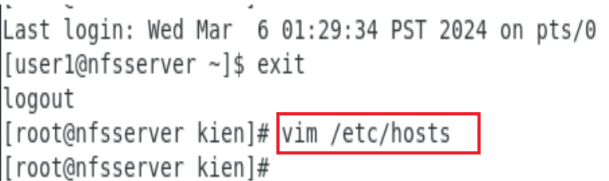 Last login: Wed Mar  6 01:29:34 PST 2024 on pts/0
[user1@nfsserver ~]$ exit
logout
[root@nfsserver kien]# vim /etc/hosts
[root@nfsserver kien]#